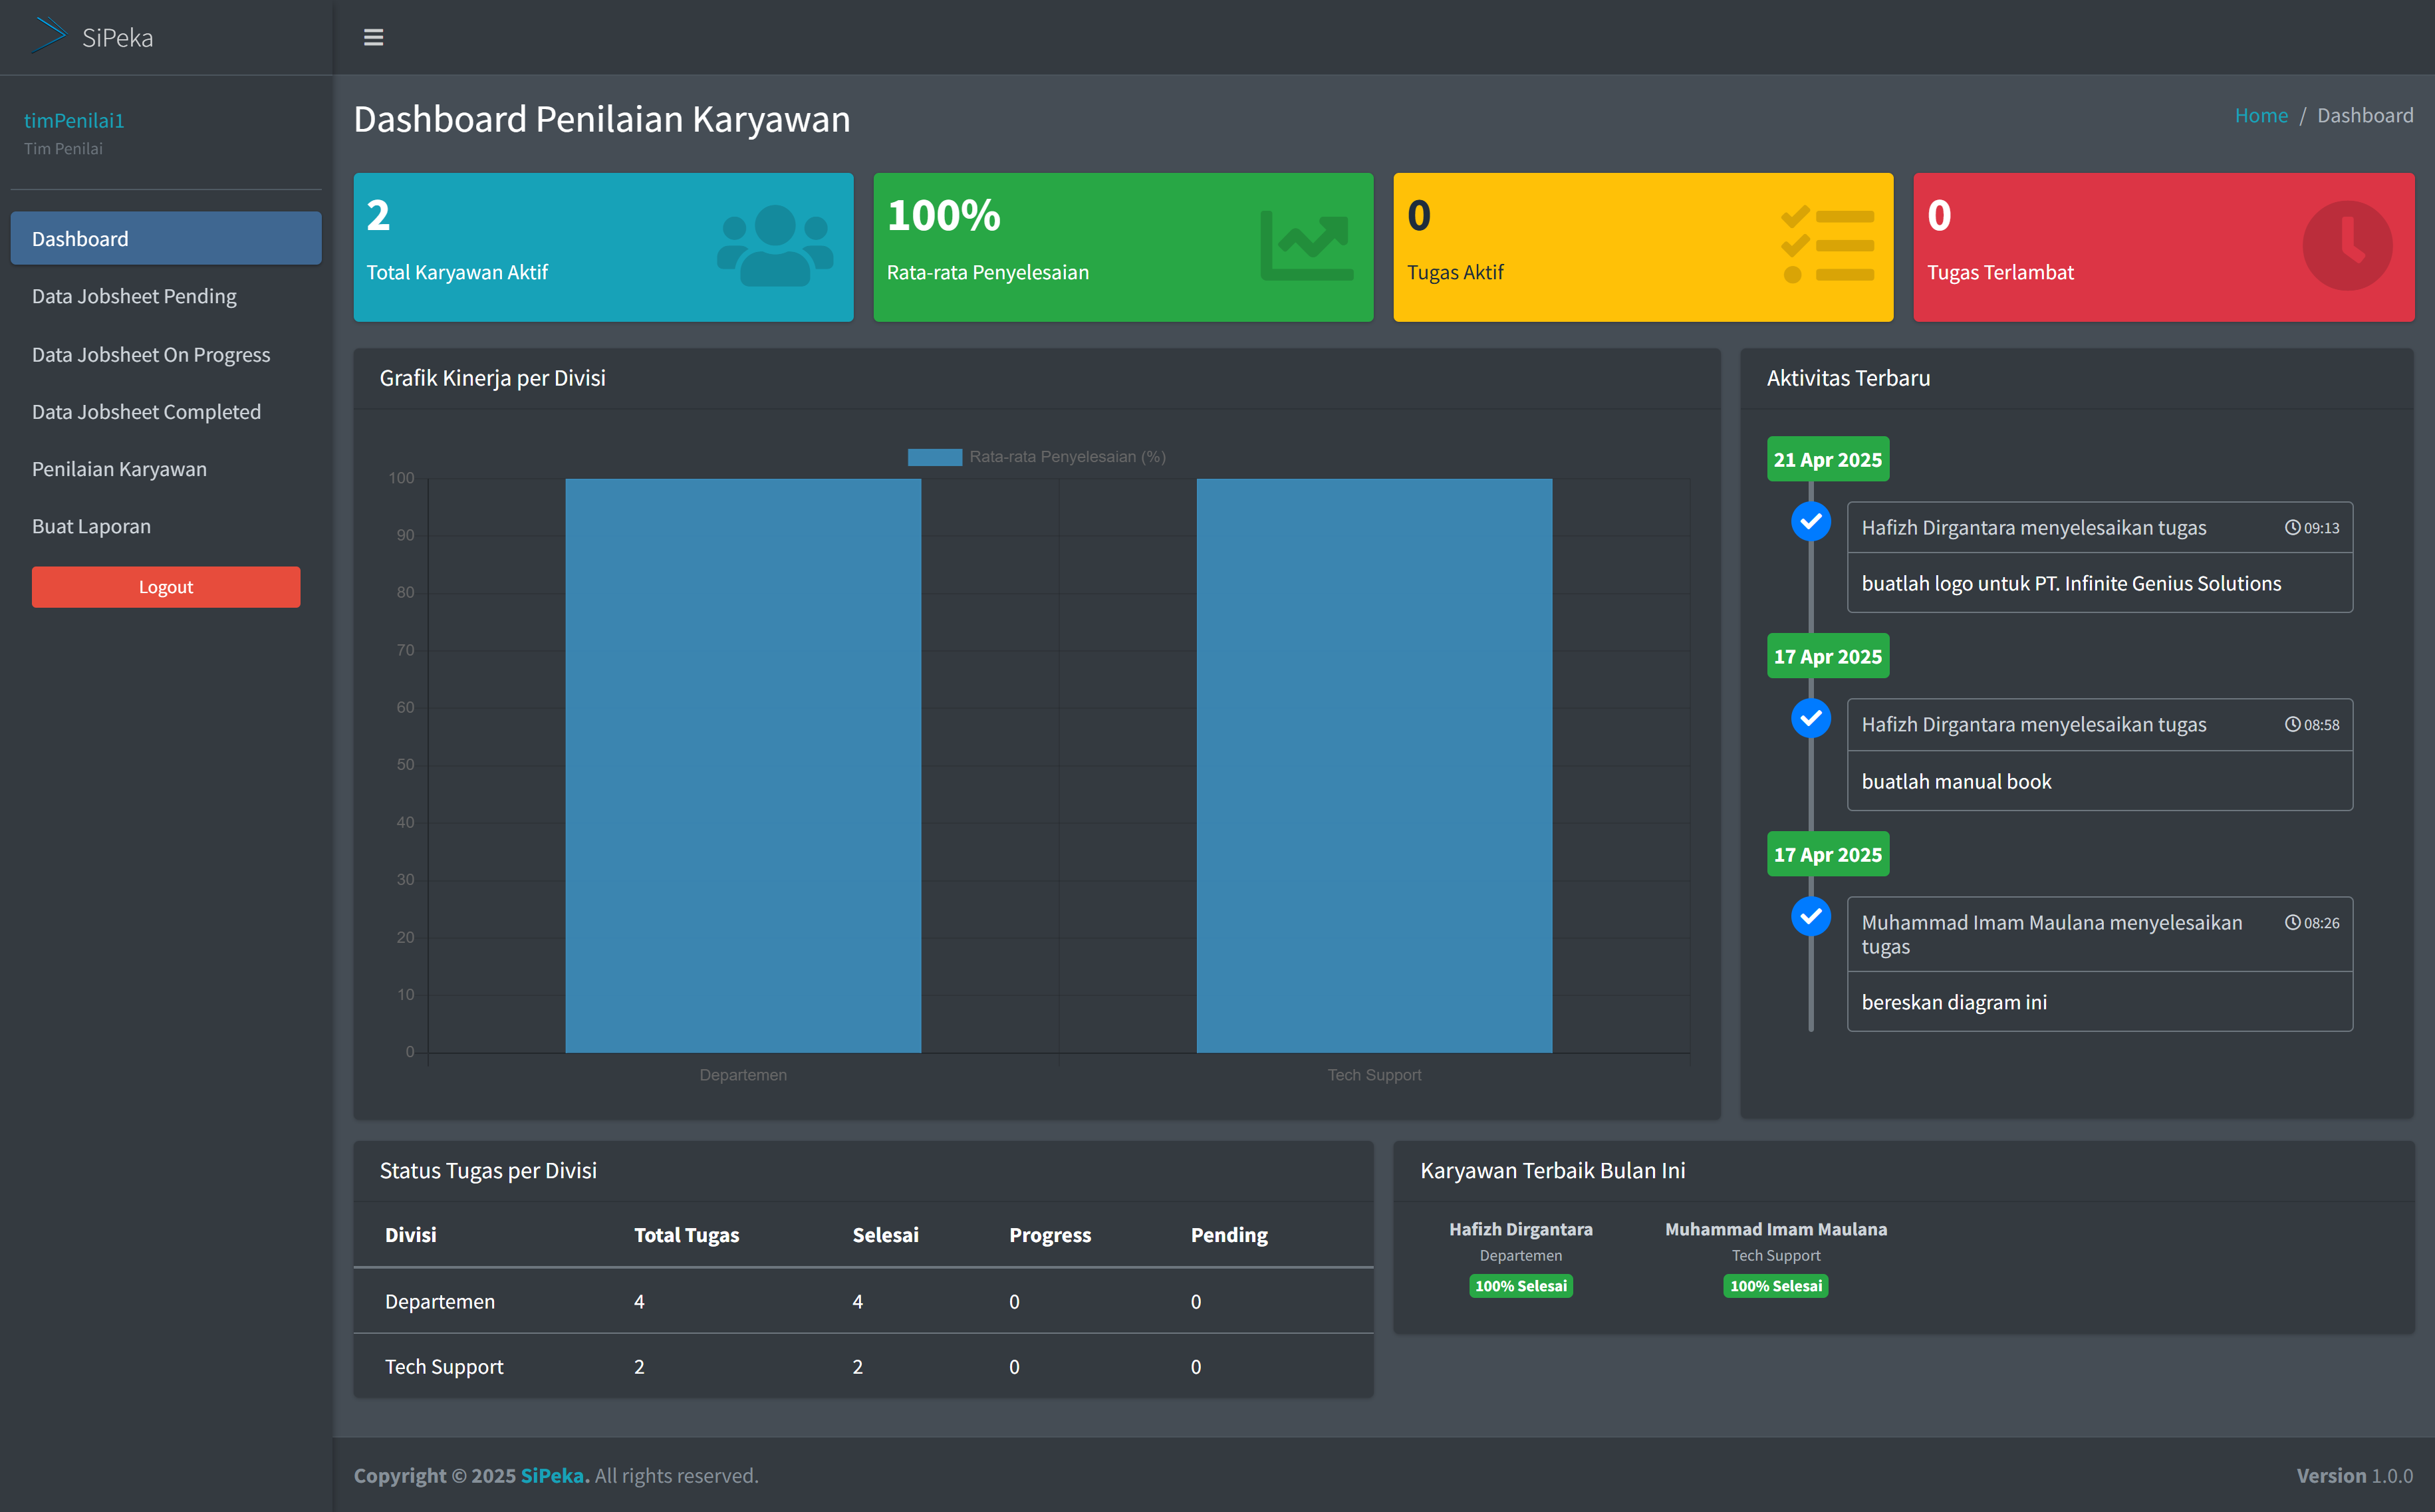 SiPeka
timPenilai1
Tim Penilai
Dashboard
Data Jobsheet Pending
Data Jobsheet On Progress
Data Jobsheet Completed
Penilaian Karyawan
Buat Laporan
Logout
Dashboard Penilaian Karyawan
Home / Dashboard
2
Total Karyawan Aktif
100%
Rata-rata Penyelesaian
0
Tugas Aktif
0
Tugas Terlambat
Grafik Kinerja per Divisi
Rata-rata Penyelesaian (%)
100
90
80
70
60
50
40
30
20
10
0
Departemen
Tech Support
Aktivitas Terbaru
21 Apr 2025
Hafizh Dirgantara menyelesaikan tugas 09:13
buatlah logo untuk PT. Infinite Genius Solutions
17 Apr 2025
Hafizh Dirgantara menyelesaikan tugas 08:58
buatlah manual book
17 Apr 2025
Muhammad Imam Maulana menyelesaikan 08:26
tugas
bereskan diagram ini
Status Tugas per Divisi
Divisi Total Tugas Selesai Progress Pending
Departemen 4 4 0 0
Tech Support 2 2 0 0
Karyawan Terbaik Bulan Ini
Hafizh Dirgantara
Departemen
100% Selesai
Muhammad Imam Maulana
Tech Support
100% Selesai
Copyright © 2025 SiPeka. All rights reserved.
Version 1.0.0